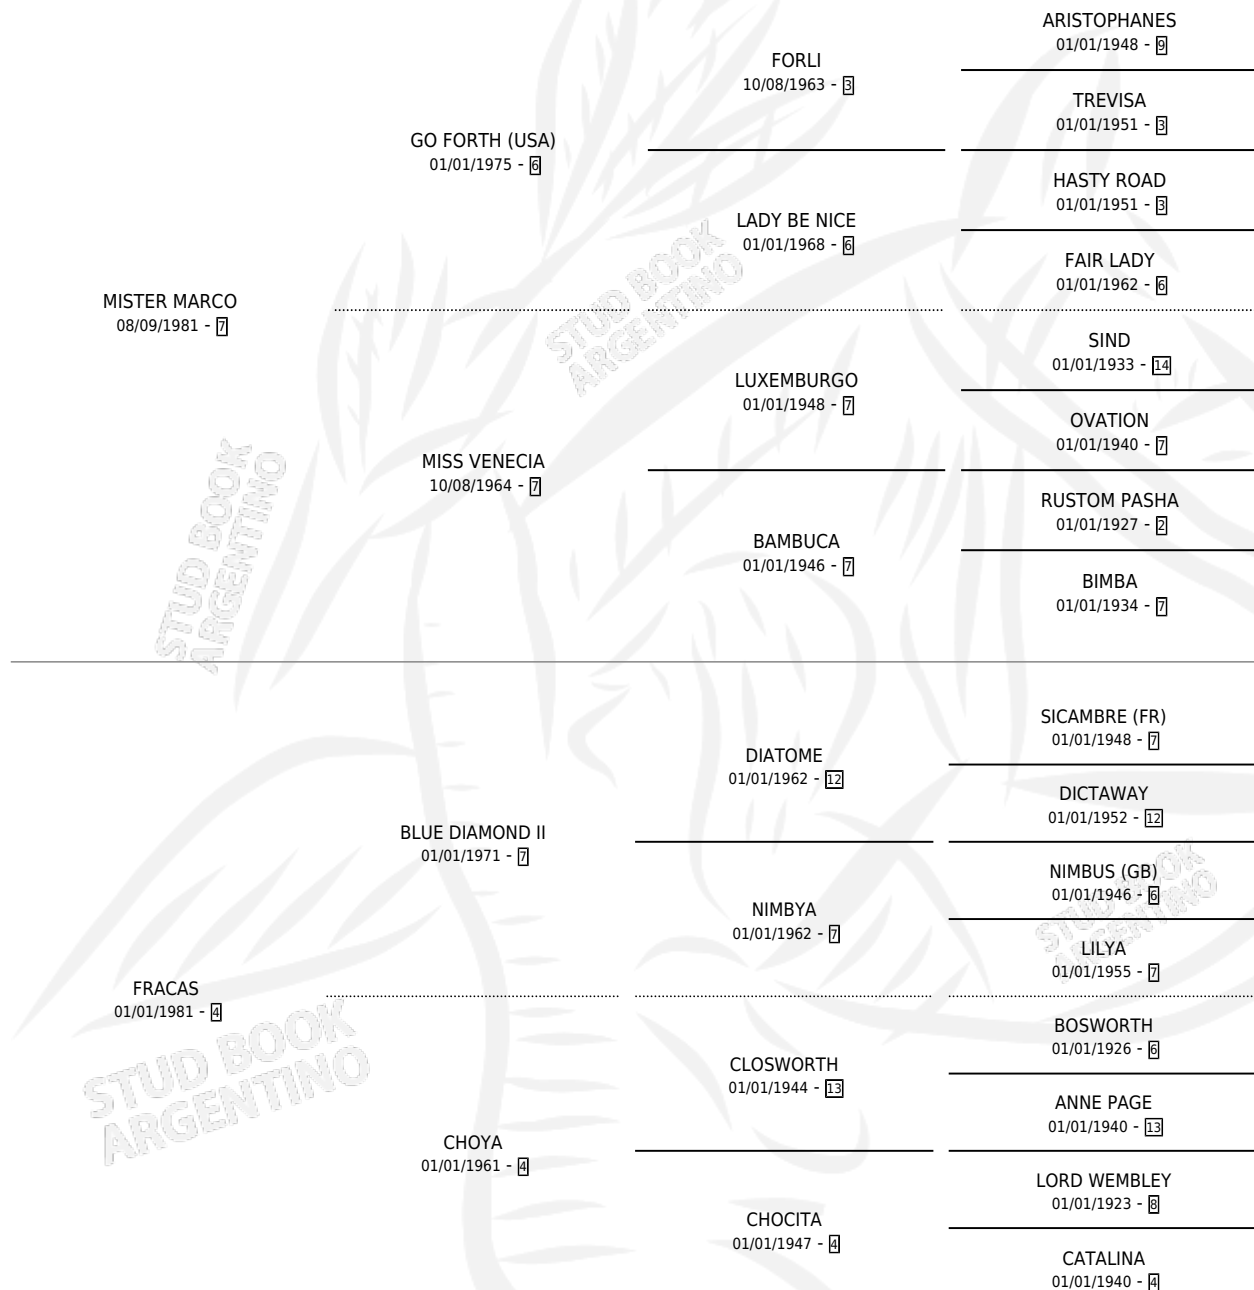 ARISTOPHANES
01/01/1948 - 9
FORLI
10/08/1963 - 3
TREVISA
01/01/1951 - 3
GO FORTH (USA)
01/01/1975 - 6
HASTY ROAD
01/01/1951 - 3
LADY BE NICE
01/01/1968 - 6
FAIR LADY
01/01/1962 - 6
MISTER MARCO
08/09/1981 - 7
STUD BOOK
ARGENTINO
SIND
01/01/1933 - 14
LUXEMBURGO
01/01/1948 - 7
OVATION
01/01/1940 - 7
MISS VENECIA
10/08/1964 - 7
RUSTOM PASHA
01/01/1927 - 2
BAMBUCA
01/01/1946 - 7
BIMBA
01/01/1934 - 7
STUD BOOK
ARGENTINO
SICAMBRE (FR)
01/01/1948 - 7
DIATOME
01/01/1962 - 12
DICTAWAY
01/01/1952 - 12
BLUE DIAMOND II
01/01/1971 - 7
NIMBUS (GB)
01/01/1946 - 6
NIMBYA
01/01/1962 - 7
LILYA
01/01/1955 - 7
STUD BOOK
ARGENTINO
FRACAS
01/01/1981 - 4
BOSWORTH
01/01/1926 - 6
CLOSWORTH
01/01/1944 - 13
ANNE PAGE
01/01/1940 - 13
STUD BOOK
ARGENTINO
CHOYA
01/01/1961 - 4
LORD WEMBLEY
01/01/1923 - 8
CHOCITA
01/01/1947 - 4
CATALINA
01/01/1940 - 4